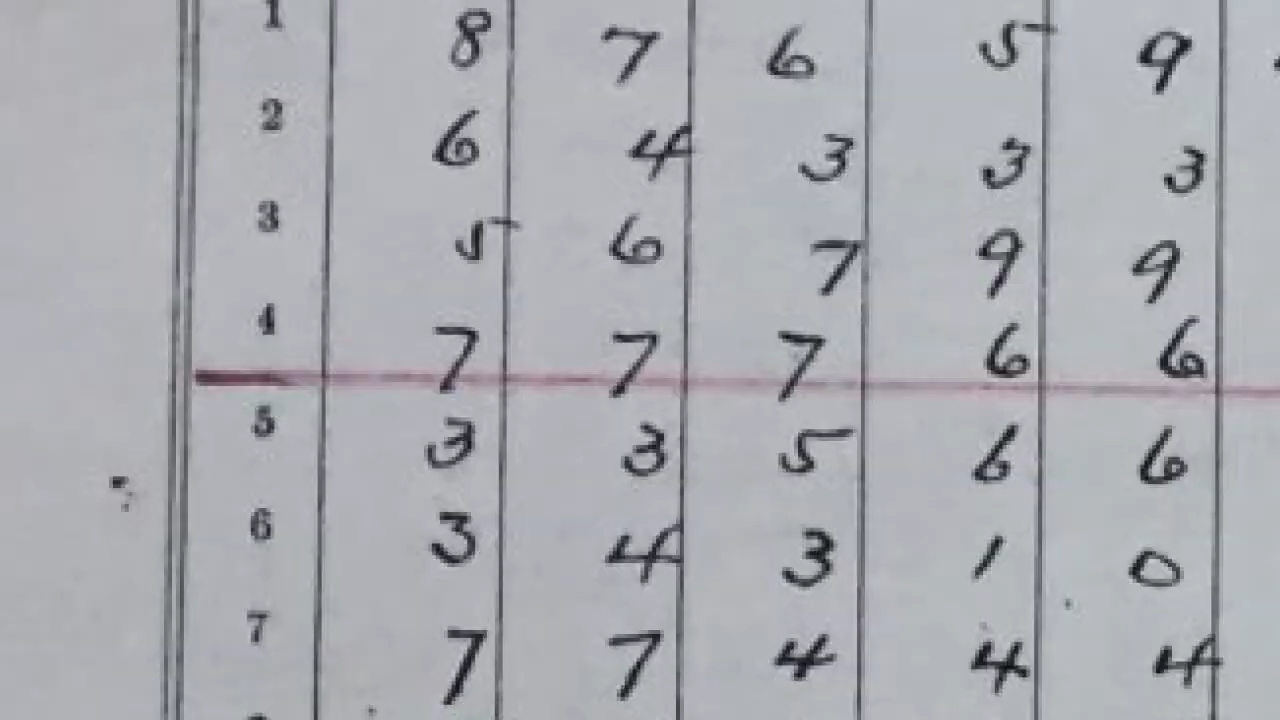 1 8 7 6 5 9
2 6 4 3 3 3
3 5 6 7 9 9
4 7 7 7 6 6
5 3 3 5 6 6
6 3 4 3 1 0
7 7 7 4 4 4